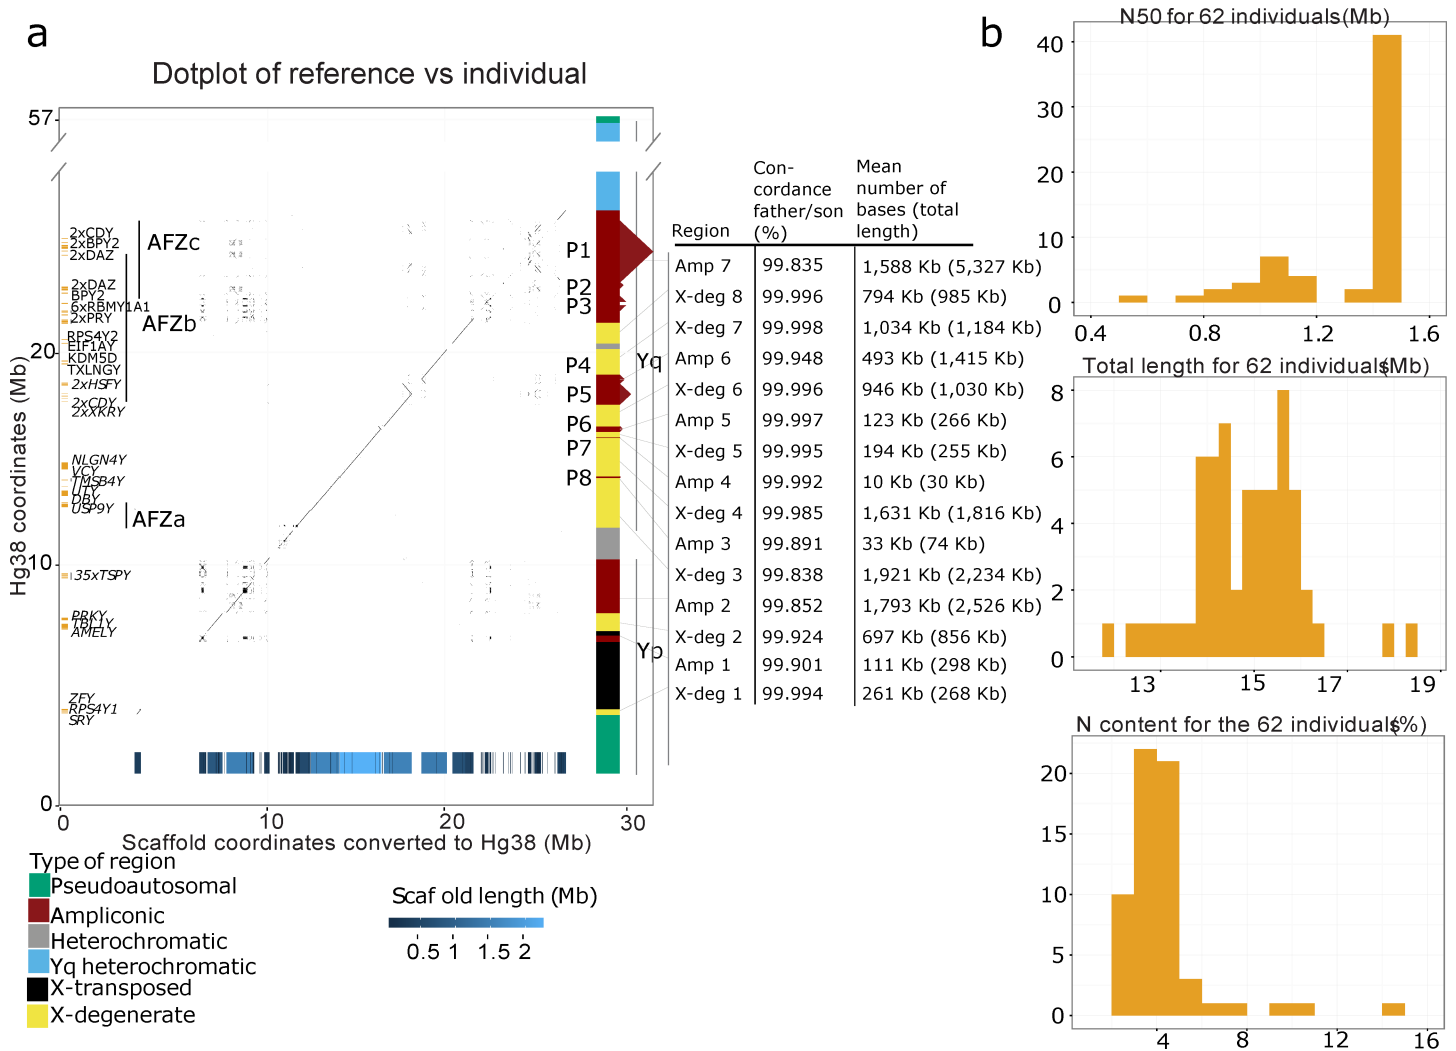 a
Dotplot of reference vs individual
57
20
10
0
Hg38 coordinates (Mb)
2xCDY
2xBPY2
2xDAZ
2xDAZ
BPY2
6xRBMY1A1
2xPRY
RPS4Y2
EIF1AY
KDM5D
TXLNGY
2xHSFY
2xCDY
2xXKRY
NLGN4Y
VCY
TMSB4Y
UTY
DBY
USP9Y
35xTSPY
PRKY
TBL1Y
AMELY
ZFY
RPS4Y1
SRY
AFZc
AFZb
AFZa
P1
P2
P3
P4
P5
P6
P7
P8
Yq
Yp
0 10 20 30
Scaffold coordinates converted to Hg38 (Mb)
Type of region
Pseudoautosomal
Ampliconic
Heterochromatic
Yq heterochromatic
X-transposed
X-degenerate
Scaf old length (Mb)
0.5 1 1.5 2
Region
Con-
cordance
father/son
(%)
Mean
number of
bases (total
length)
Amp 7 99.835 1,588 Kb (5,327 Kb)
X-deg 8 99.996 794 Kb (985 Kb)
X-deg 7 99.998 1,034 Kb (1,184 Kb)
Amp 6 99.948 493 Kb (1,415 Kb)
X-deg 6 99.996 946 Kb (1,030 Kb)
Amp 5 99.997 123 Kb (266 Kb)
X-deg 5 99.995 194 Kb (255 Kb)
Amp 4 99.992 10 Kb (30 Kb)
X-deg 4 99.985 1,631 Kb (1,816 Kb)
Amp 3 99.891 33 Kb (74 Kb)
X-deg 3 99.838 1,921 Kb (2,234 Kb)
Amp 2 99.852 1,793 Kb (2,526 Kb)
X-deg 2 99.924 697 Kb (856 Kb)
Amp 1 99.901 111 Kb (298 Kb)
X-deg 1 99.994 261 Kb (268 Kb)
b
N50 for 62 individuals(Mb)
40
30
20
10
0
0.4 0.8 1.2 1.6
Total length for 62 individuals(Mb)
8
6
4
2
0
13 15 17 19
N content for the 62 individuals(%)
20
15
10
5
0
4 8 12 16